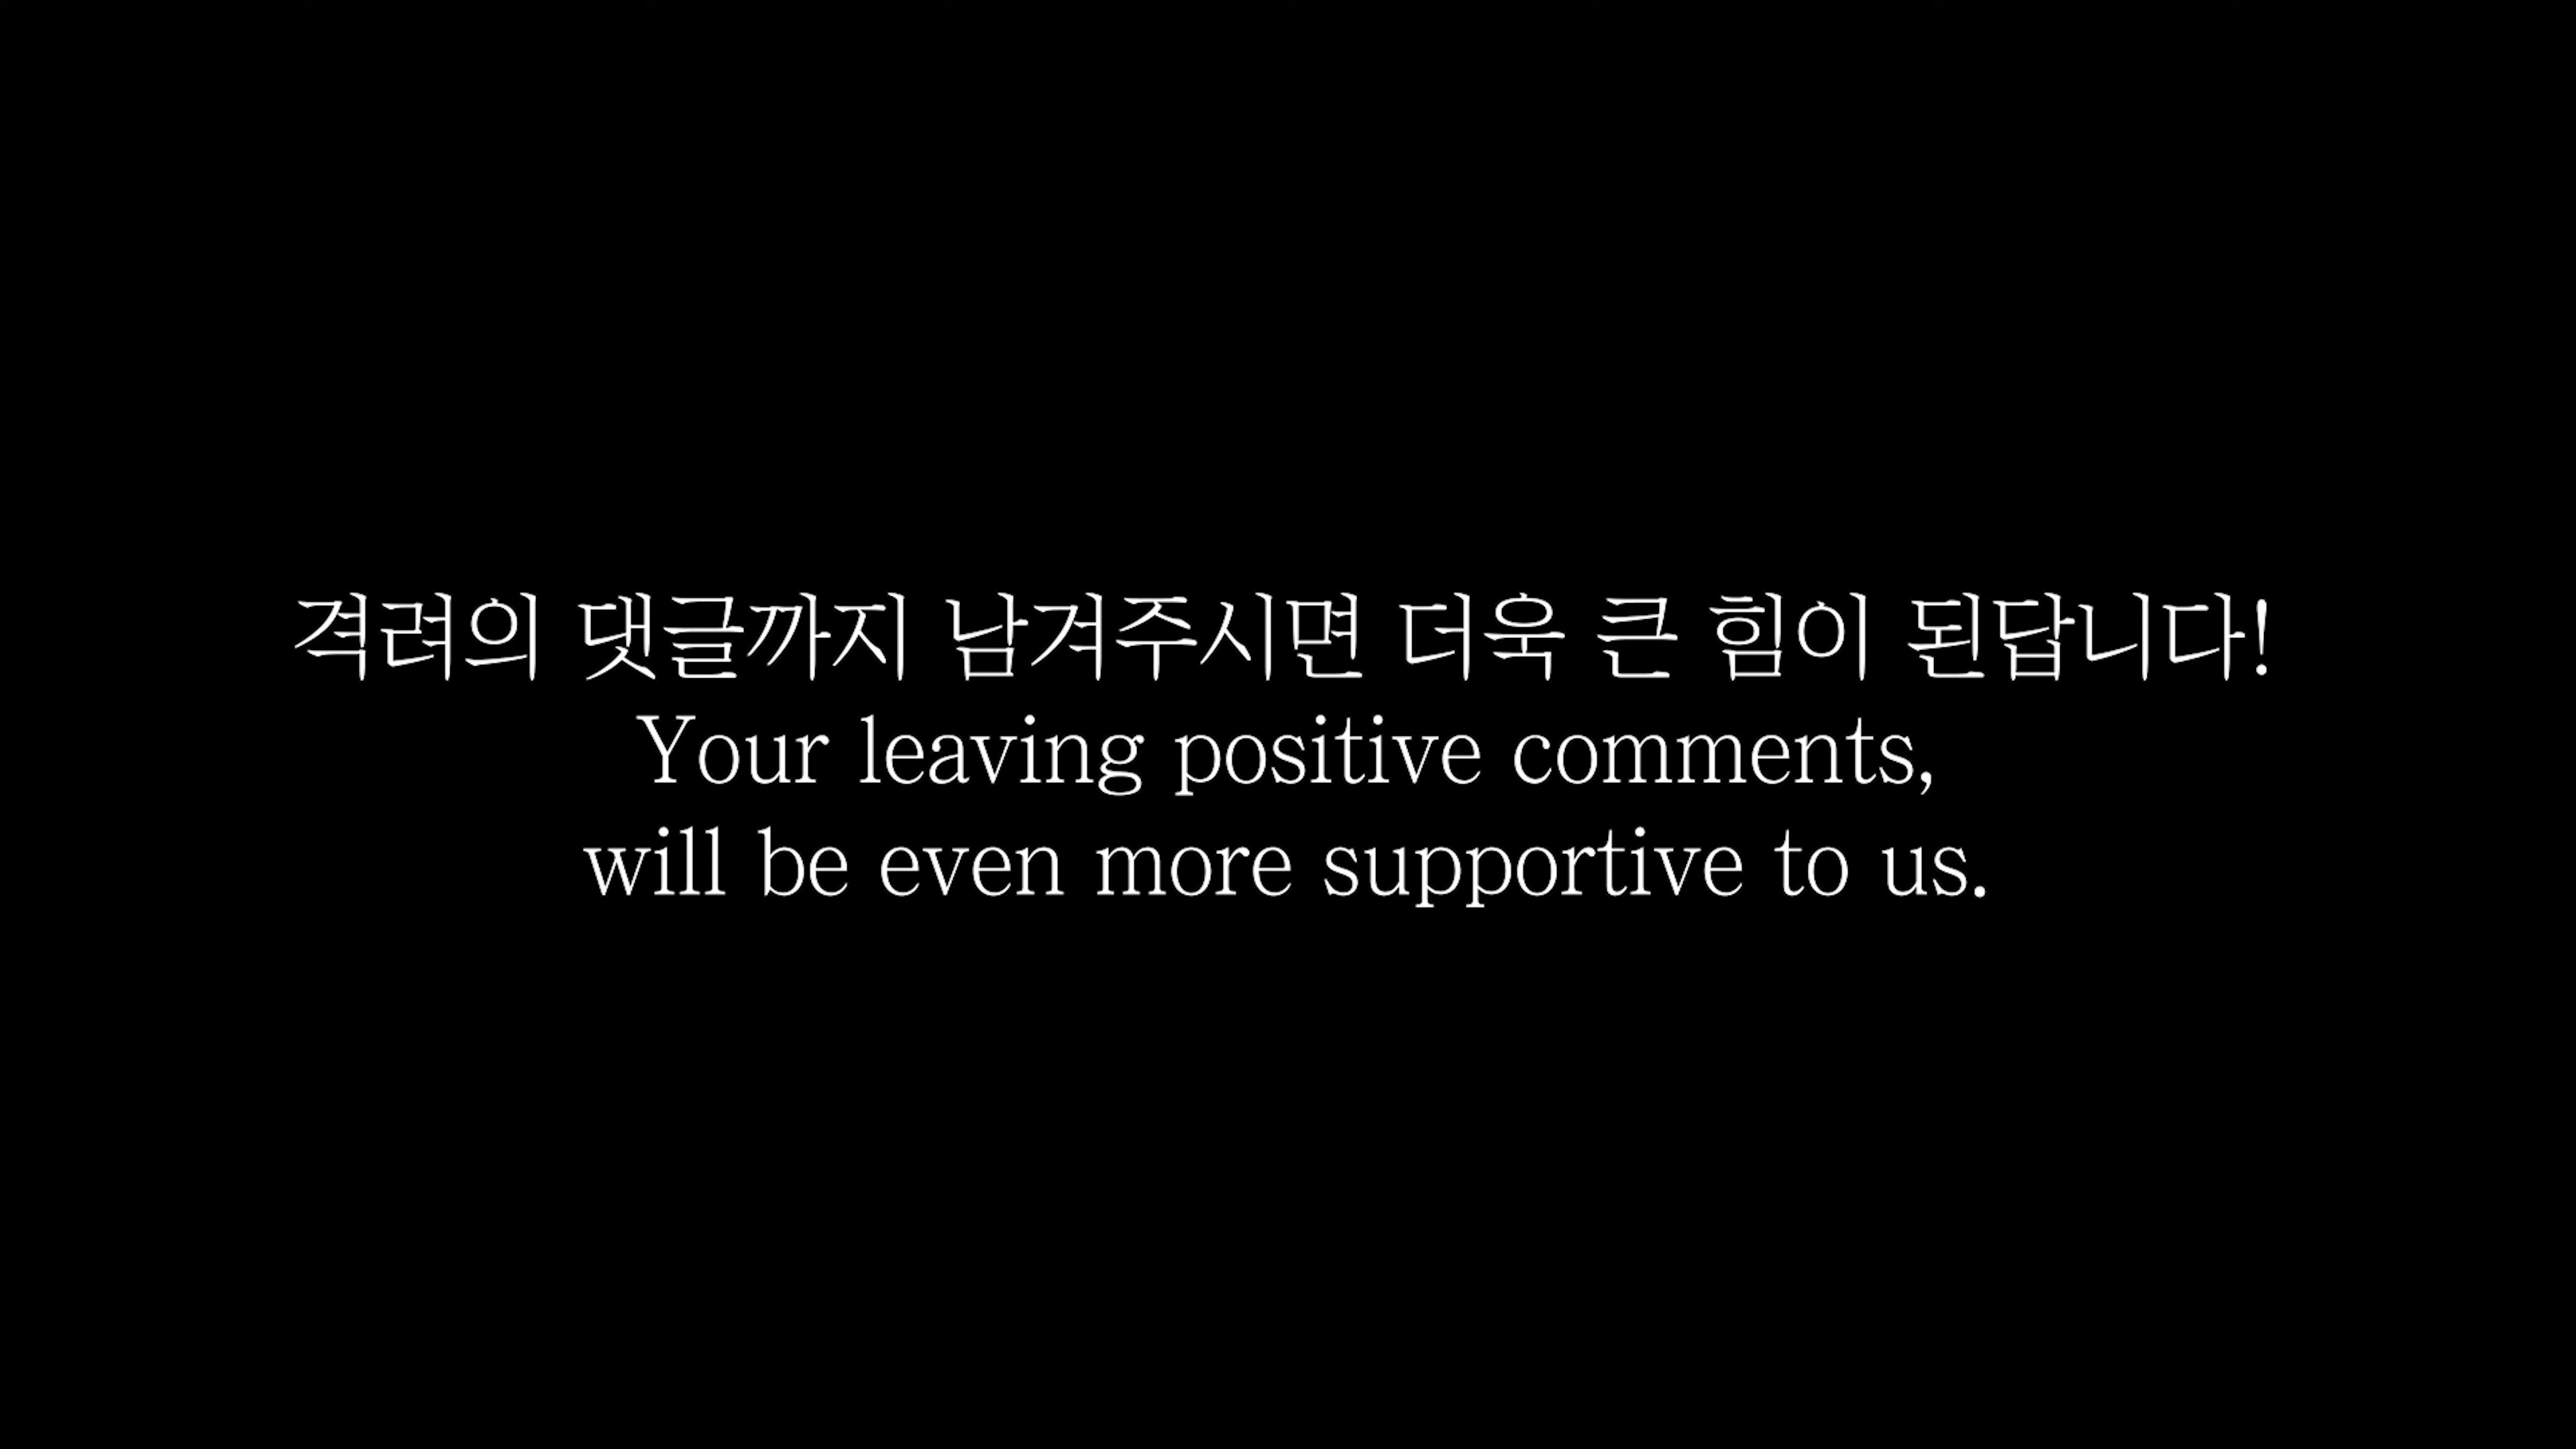 격려의 댓글까지 남겨주시면 더욱 큰 힘이 된답니다!
Your leaving positive comments,
will be even more supportive to us.